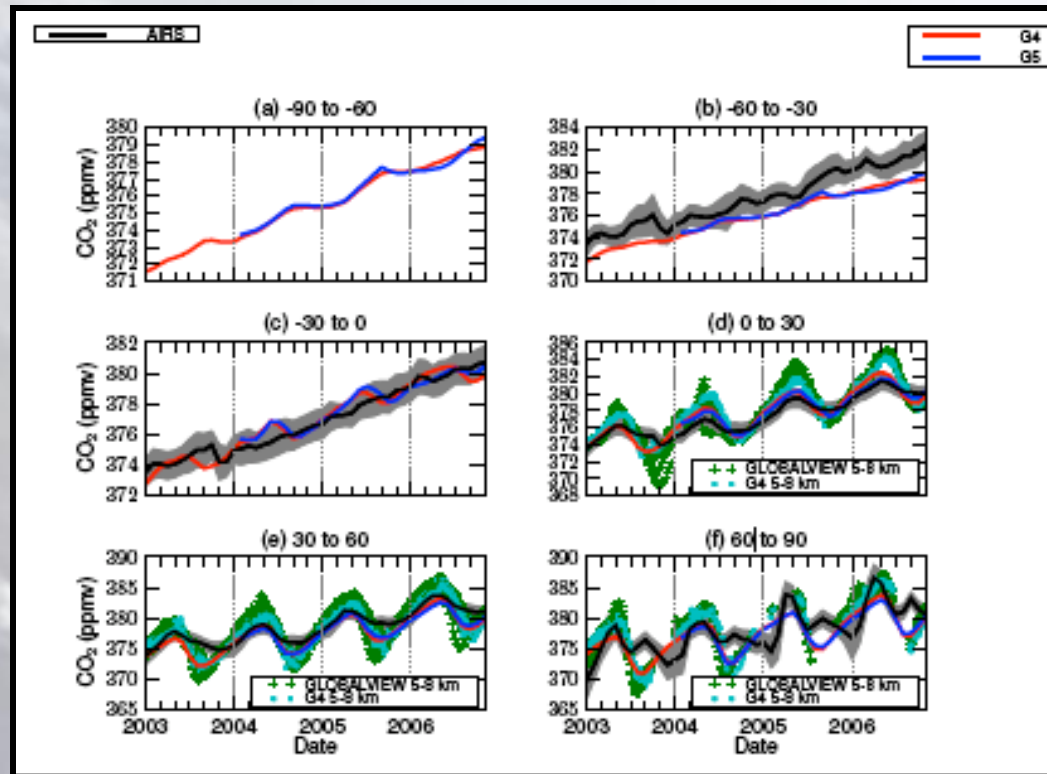 AIRS
G4
G5
(a) -90 to -60
CO2 (ppmv)
380
379
378
377
376
375
374
373
372
371
(b) -60 to -30
384
382
380
378
376
374
372
370
(c) -30 to 0
CO2 (ppmv)
382
380
378
376
374
372
(d) 0 to 30
386
384
382
380
378
376
374
372
370
368
GLOBALVIEW 5-8 km
G4 5-8 km
(e) 30 to 60
CO2 (ppmv)
390
385
380
375
370
365
GLOBALVIEW 5-8 km
G4 5-8 km
2003 2004 2005 2006
Date
(f) 60 to 90
390
385
380
375
370
365
GLOBALVIEW 5-8 km
G4 5-8 km
2003 2004 2005 2006
Date